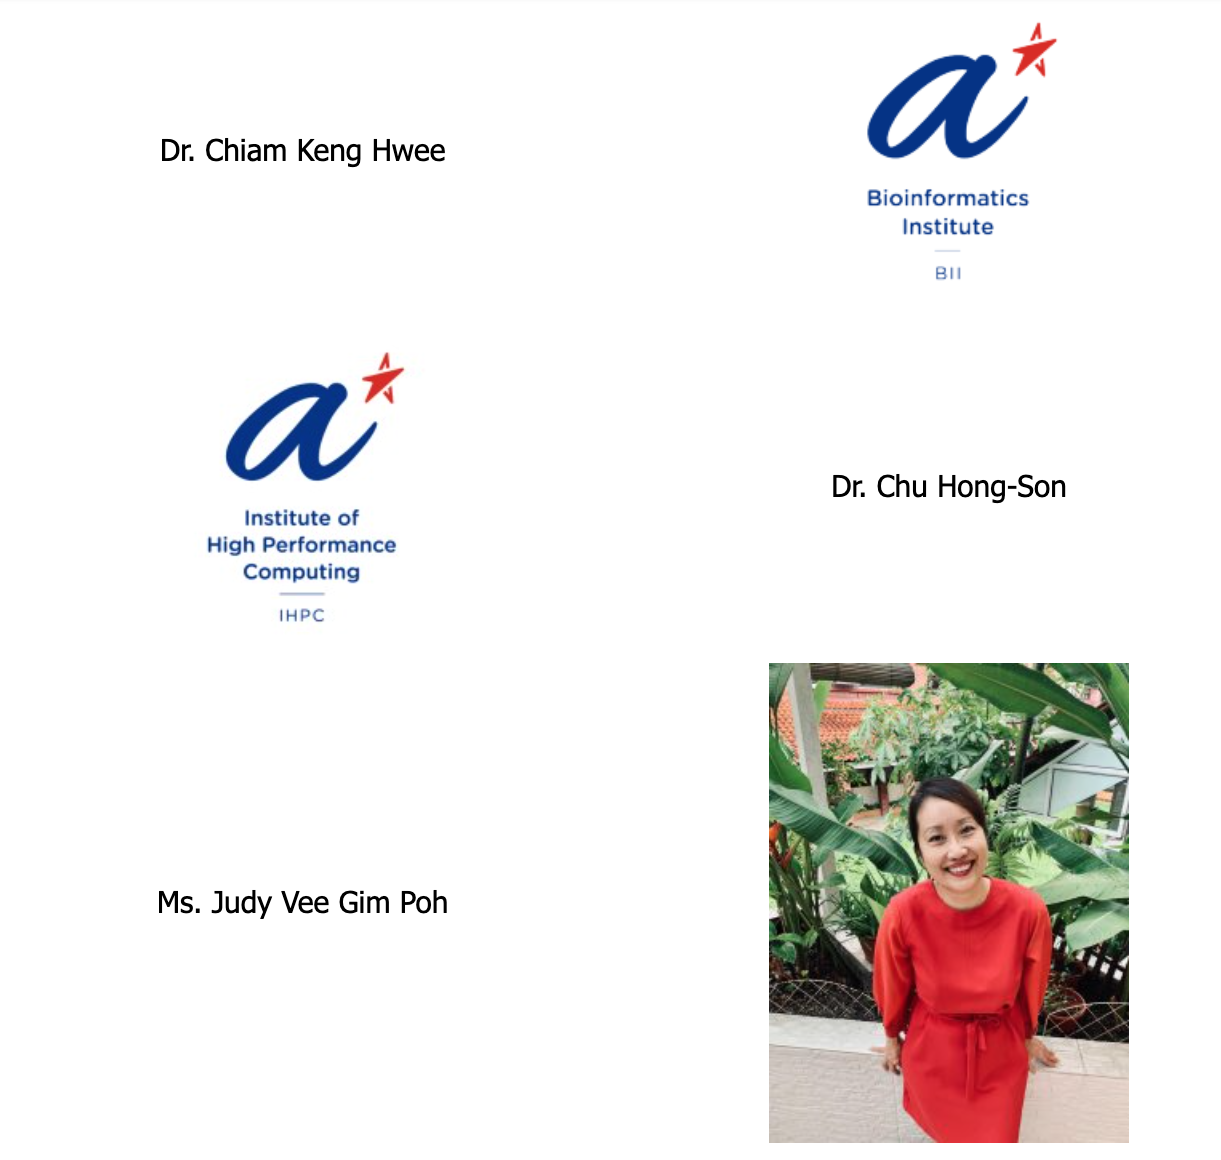 Dr. Chiam Keng Hwee
Bioinformatics
Institute
BII
Institute of
High Performance
Computing
IHPC
Dr. Chu Hong-Son
Ms. Judy Vee Gim Poh